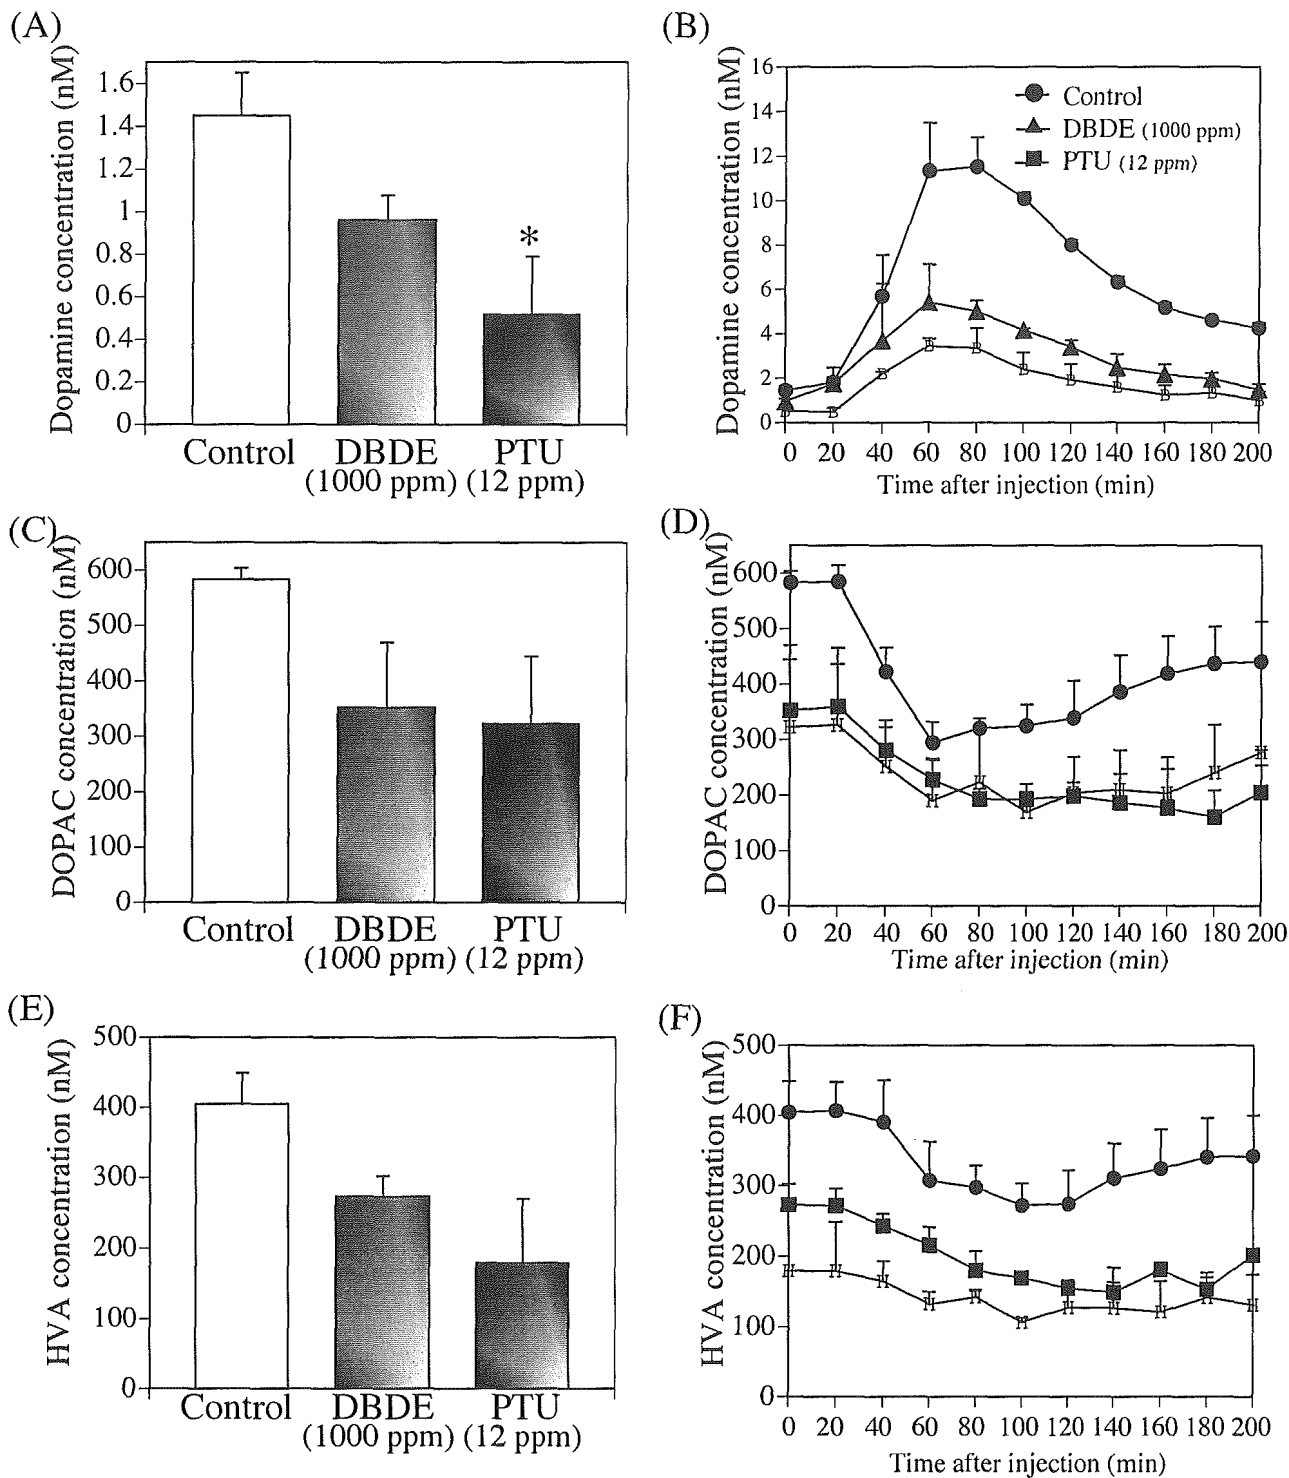 (A)
Dopamine concentration (nM)
1.6
1.4
1.2
1
0.8
0.6
0.4
0.2
0
*
Control DBDE PTU
(1000 ppm) (12 ppm)
(B)
Dopamine concentration (nM)
16
14
12
10
8
6
4
2
0
Control
DBDE (1000 ppm)
PTU (12 ppm)
0 20 40 60 80 100 120 140 160 180 200
Time after injection (min)
(C)
DOPAC concentration (nM)
600
500
400
300
200
100
0
Control DBDE PTU
(1000 ppm) (12 ppm)
(D)
DOPAC concentration (nM)
600
500
400
300
200
100
0
0 20 40 60 80 100 120 140 160 180 200
Time after injection (min)
(E)
HVA concentration (nM)
500
400
300
200
100
0
Control DBDE PTU
(1000 ppm) (12 ppm)
(F)
HVA concentration (nM)
500
400
300
200
100
0
0 20 40 60 80 100 120 140 160 180 200
Time after injection (min)